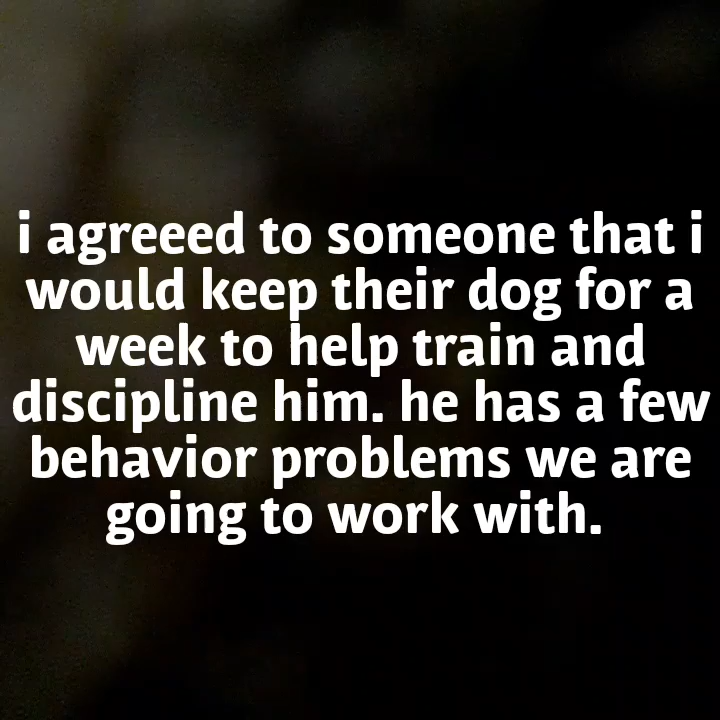 i agreeed to someone that i
would keep their dog for a
week to help train and
discipline him. he has a few
behavior problems we are
going to work with.